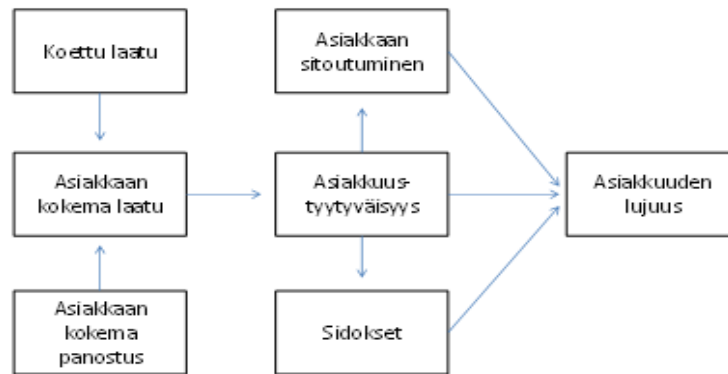 Koettu laatu
Asiakkaan
sitoutuminen
Asiakkaan
kokema laatu
Asiakkuus-
tyytyväisyys
Asiakkuuden
lujuus
Asiakkaan
kokema
panostus
Sidokset